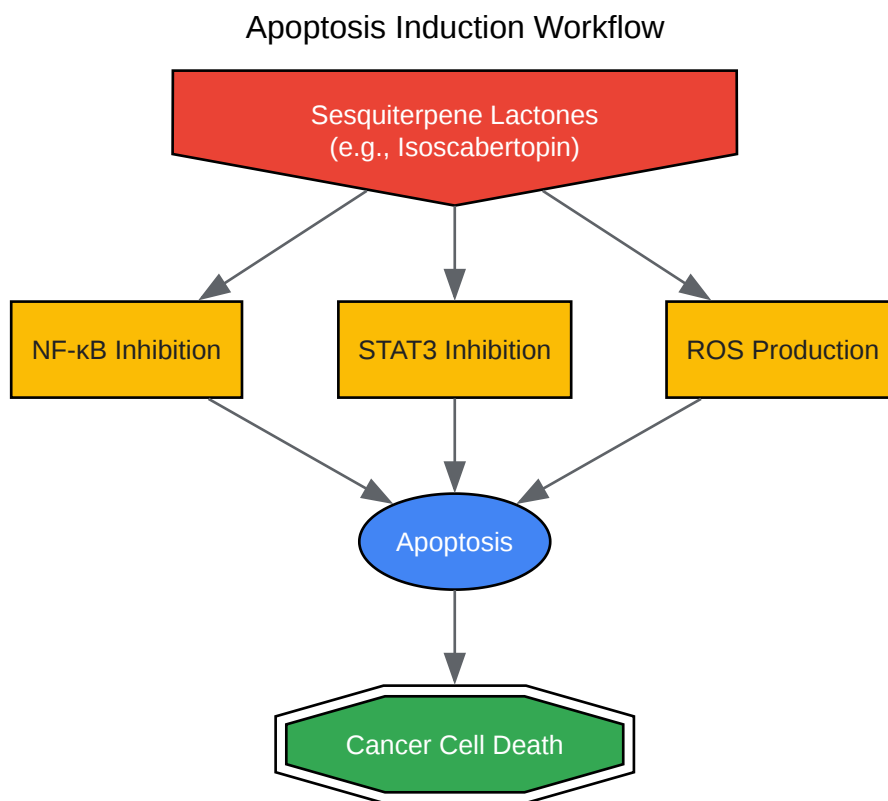 Apoptosis Induction Workflow
Sesquiterpene Lactones
(e.g., Isoscabertopin)
NF-κB Inhibition
STAT3 Inhibition
ROS Production
Apoptosis
Cancer Cell Death